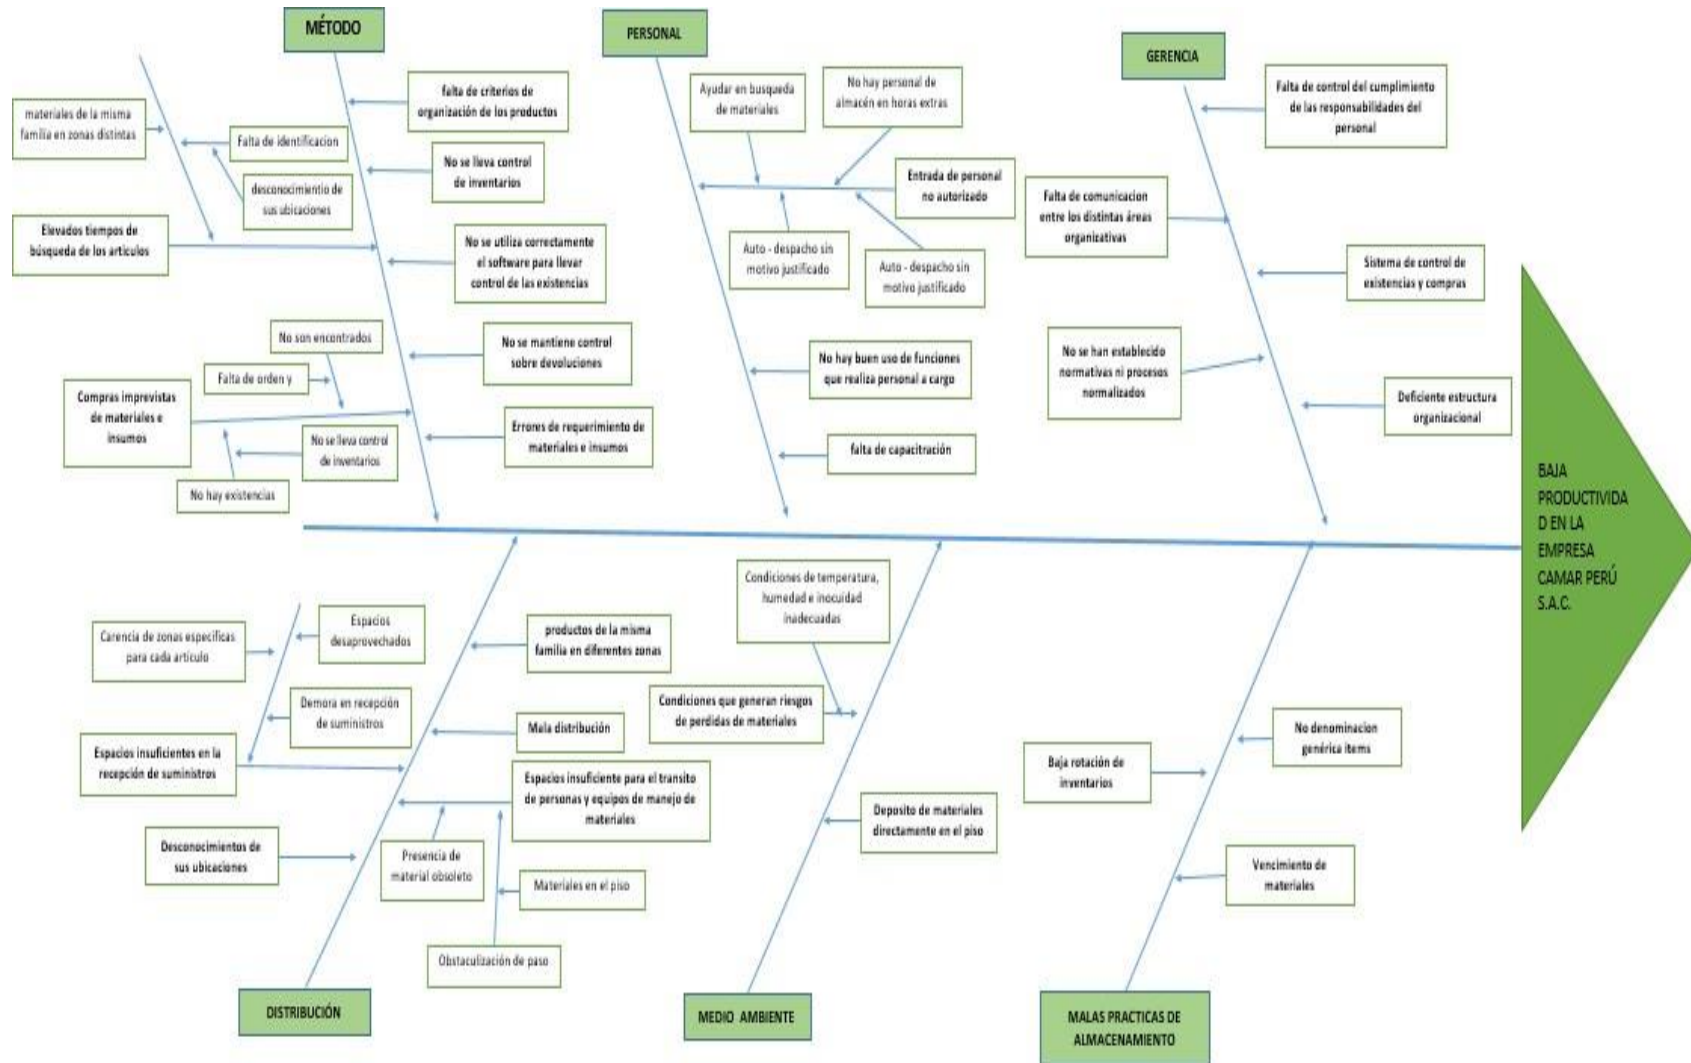 MÉTODO
falta de criterios de
organización de los productos
materiales de la misma
familia en zonas distintas
Falta de identificacion
desconocimientio de
sus ubicaciones
No se lleva control
de inventarios
Elevados tiempos de
búsqueda de los articulos
No se utiliza correctamente
el software para llevar
control de las existencias
No son encontrados
Falta de orden y
No se mantiene control
sobre devoluciones
Compras imprevistas
de materiales e
insumos
No se lleva control
de inventarios
No hay existencias
Errores de requerimiento de
materiales e insumos
PERSONAL
Ayudar en busqueda
de materiales
No hay personal de
almacén en horas extras
Entrada de personal
no autorizado
Auto - despacho sin
motivo justificado
Auto - despacho sin
motivo justificado
No hay buen uso de funciones
que realiza personal a cargo
falta de capacitración
GERENCIA
Falta de control del cumplimiento
de las responsabilidades del
personal
Falta de comunicacion
entre los distintas áreas
organizativas
Sistema de control de
existencias y compras
No se han establecido
normativas ni procesos
normalizados
Deficiente estructura
organizacional
BAJA
PRODUCTIVIDA
D EN LA
EMPRESA
CAMAR PERÚ
S.A.C.
Carencia de zonas especificas
para cada artículo
Espacios
desaprovechados
productos de la misma
familia en diferentes zonas
Demora en recepción
de suministros
Mala distribución
Espacios insuficientes en la
recepción de suministros
Espacios insuficiente para el transito
de personas y equipos de manejo de
materiales
Desconocimientos de
sus ubicaciones
Presencia de
material obsoleto
Materiales en el piso
Obstaculización de paso
DISTRIBUCIÓN
Condiciones de temperatura,
humedad e inocuidad
inadecuadas
Condiciones que generan riesgos
de perdidas de materiales
Deposito de materiales
directamente en el piso
MEDIO AMBIENTE
No denominacion
genérica items
Baja rotación de
inventarios
Vencimiento de
materiales
MALAS PRACTICAS DE
ALMACENAMIENTO